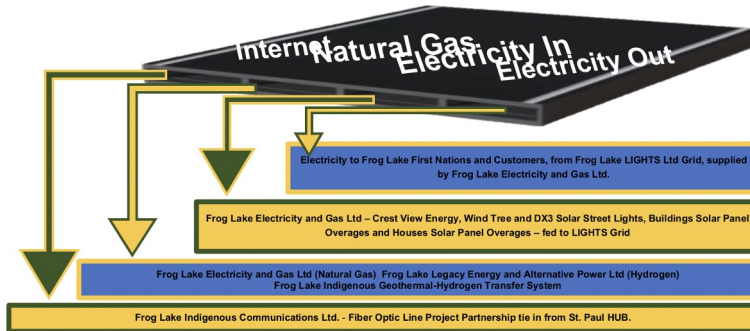 Internet
Natural Gas
Electricity In
Electricity Out
Electricity to Frog Lake First Nations and Customers, from Frog Lake LIGHTS Ltd Grid, supplied
by Frog Lake Electricity and Gas Ltd.
Frog Lake Electricity and Gas Ltd – Crest View Energy, Wind Tree and DX3 Solar Street Lights, Buildings Solar Panel
Overages and Houses Solar Panel Overages – fed to LIGHTS Grid
Frog Lake Electricity and Gas Ltd (Natural Gas) Frog Lake Legacy Energy and Alternative Power Ltd (Hydrogen)
Frog Lake Indigenous Geothermal-Hydrogen Transfer System
Frog Lake Indigenous Communications Ltd. - Fiber Optic Line Project Partnership tie in from St. Paul HUB.